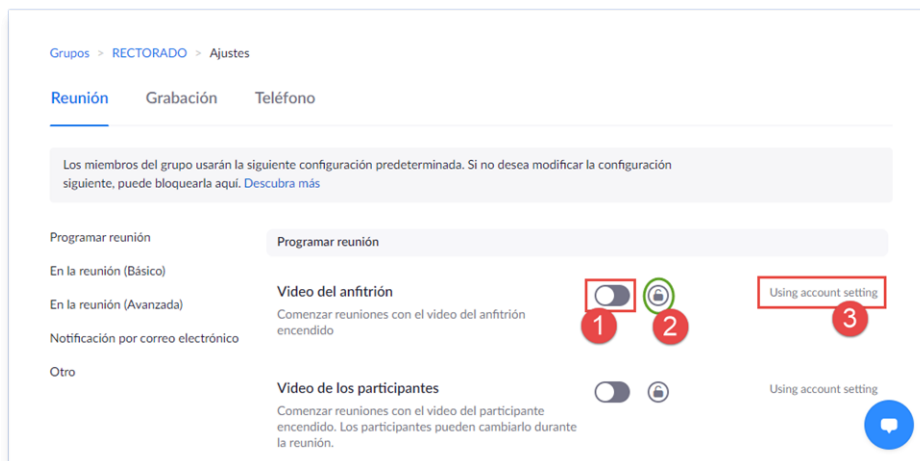 Grupos > RECTORADO > Ajustes
Reunión Grabación Teléfono
Los miembros del grupo usarán la siguiente configuración predeterminada. Si no desea modificar la configuración
siguiente, puede bloquearla aquí. Descubra más
Programar reunión
En la reunión (Básico)
En la reunión (Avanzada)
Notificación por correo electrónico
Otro
Programar reunión
Video del anfitrión
Comenzar reuniones con el video del anfitrión
encendido
1
2
Using account setting
3
Video de los participantes
Comenzar reuniones con el video del participante
encendido. Los participantes pueden cambiarlo durante
la reunión.
Using account setting